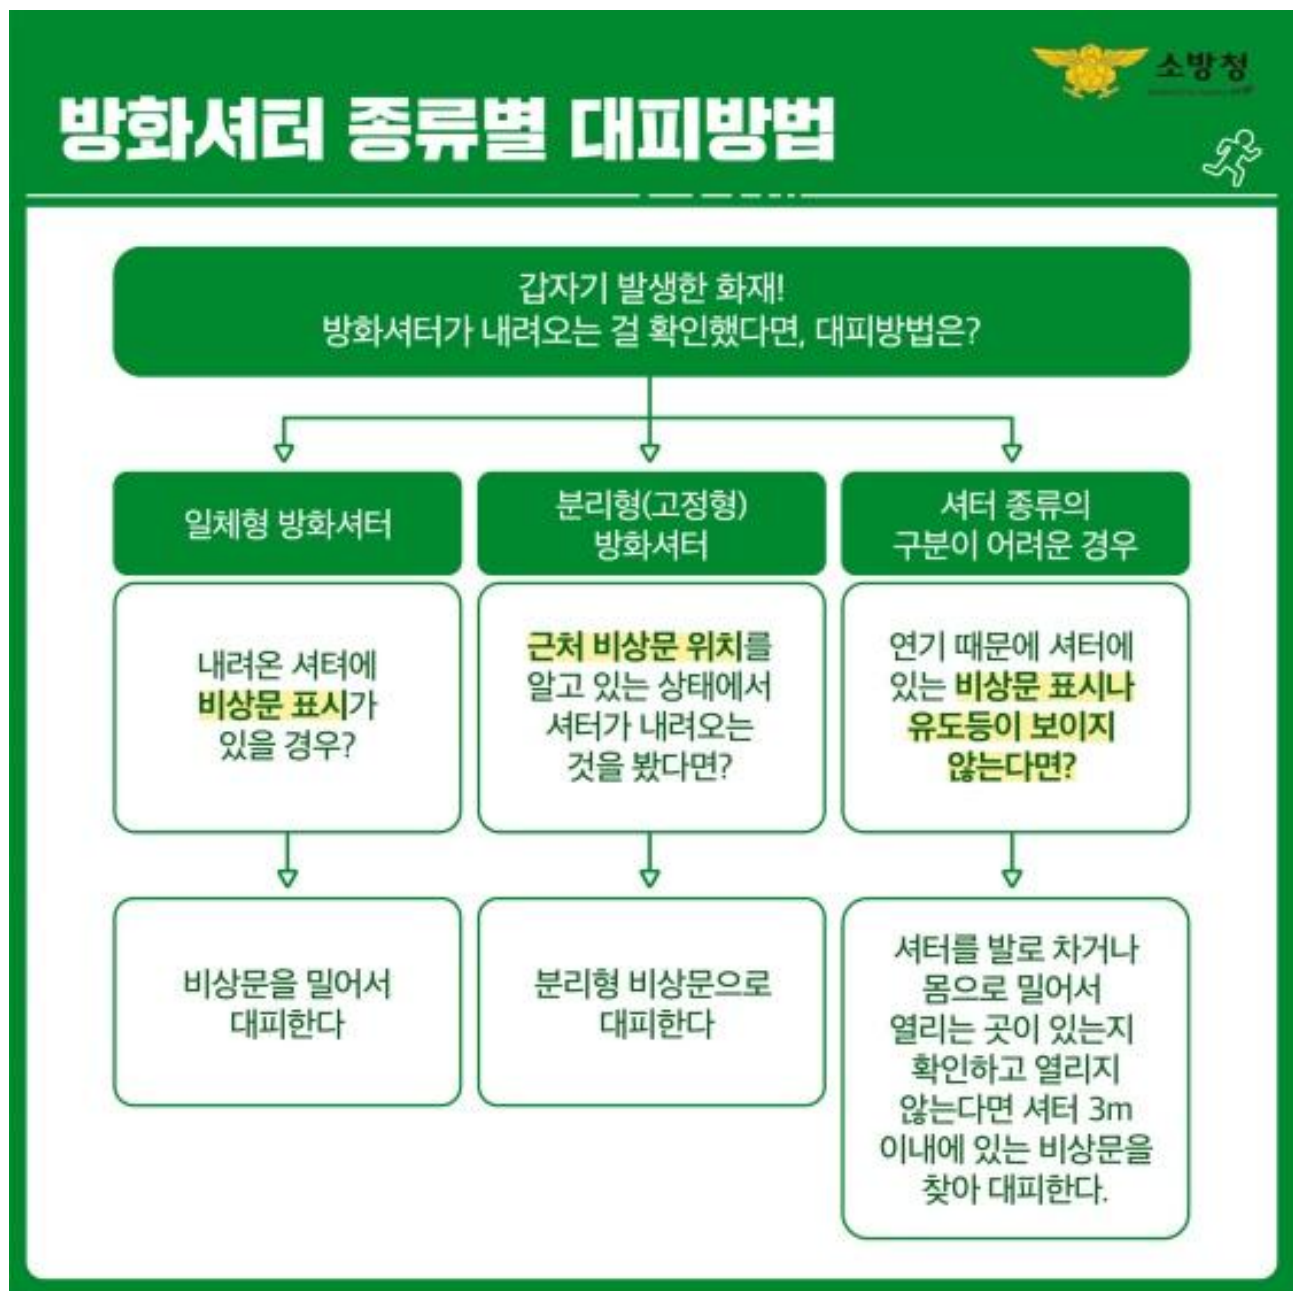 소방청
방화셔터 종류별 대피방법
갑자기 발생한 화재!
방화셔터가 내려오는 걸 확인했다면, 대피방법은?
일체형 방화셔터
내려온 셔텨에
비상문 표시가
있을 경우?
비상문을 밀어서
대피한다
분리형(고정형)
방화셔터
근처 비상문 위치를
알고 있는 상태에서
셔터가 내려오는
것을 봤다면?
분리형 비상문으로
대피한다
셔터 종류의
구분이 어려운 경우
연기 때문에 셔터에
있는 비상문 표시나
유도등이 보이지
않는다면?
셔터를 발로 차거나
몸으로 밀어서
열리는 곳이 있는지
확인하고 열리지
않는다면 셔터 3m
이내에 있는 비상문을
찾아 대피한다.